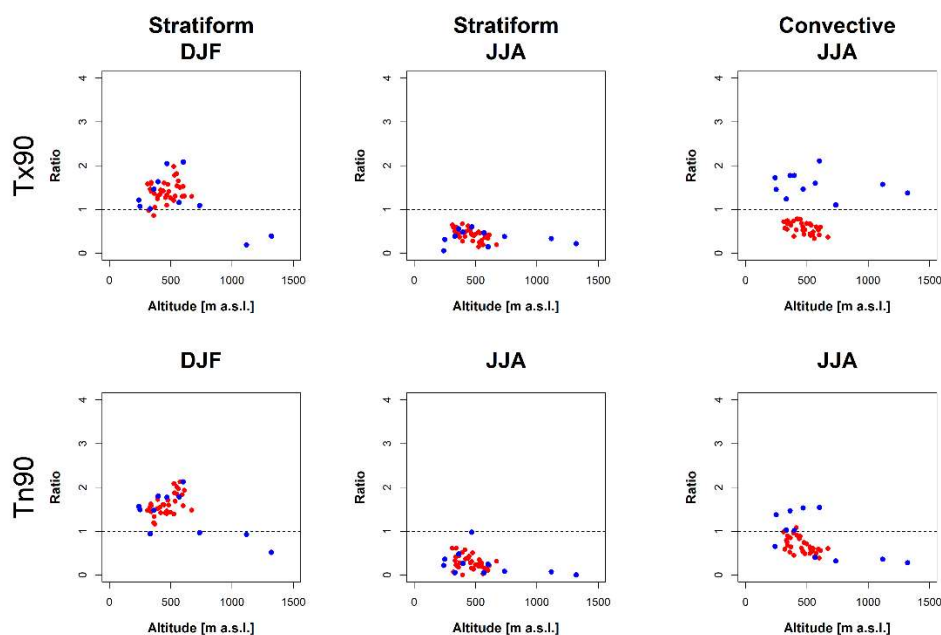 Stratiform
DJF
Stratiform
JJA
Convective
JJA
Tx90
Ratio
0 1 2 3 4
0 500 1000 1500
Altitude [m a.s.l.]
Ratio
0 1 2 3 4
0 500 1000 1500
Altitude [m a.s.l.]
Ratio
0 1 2 3 4
0 500 1000 1500
Altitude [m a.s.l.]
DJF
JJA
JJA
Tn90
Ratio
0 1 2 3 4
0 500 1000 1500
Altitude [m a.s.l.]
Ratio
0 1 2 3 4
0 500 1000 1500
Altitude [m a.s.l.]
Ratio
0 1 2 3 4
0 500 1000 1500
Altitude [m a.s.l.]